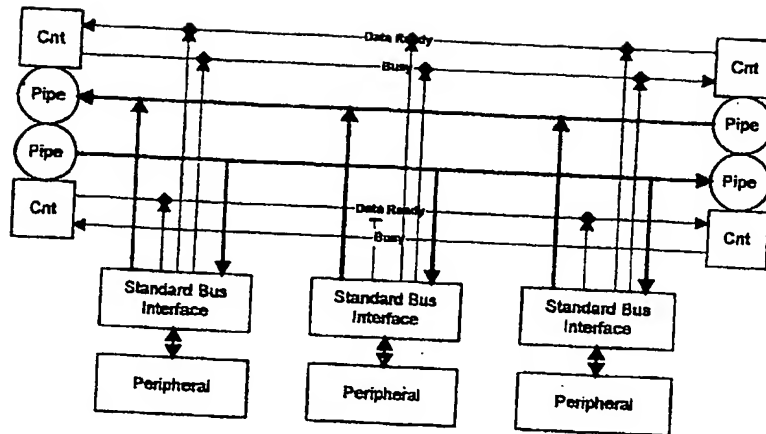 Cnt
Data Ready
Busy
Cnt
Pipe
Pipe
Pipe
Pipe
Cnt
Data Ready
Busy
Cnt
Standard Bus
Interface
Standard Bus
Interface
Standard Bus
Interface
Peripheral
Peripheral
Peripheral